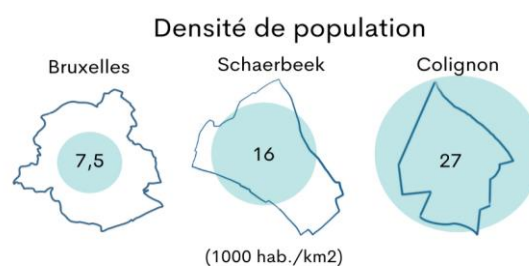 Densité de population
Bruxelles
Schaerbeek
Colignon
7,5
16
27
(1000 hab./km2)